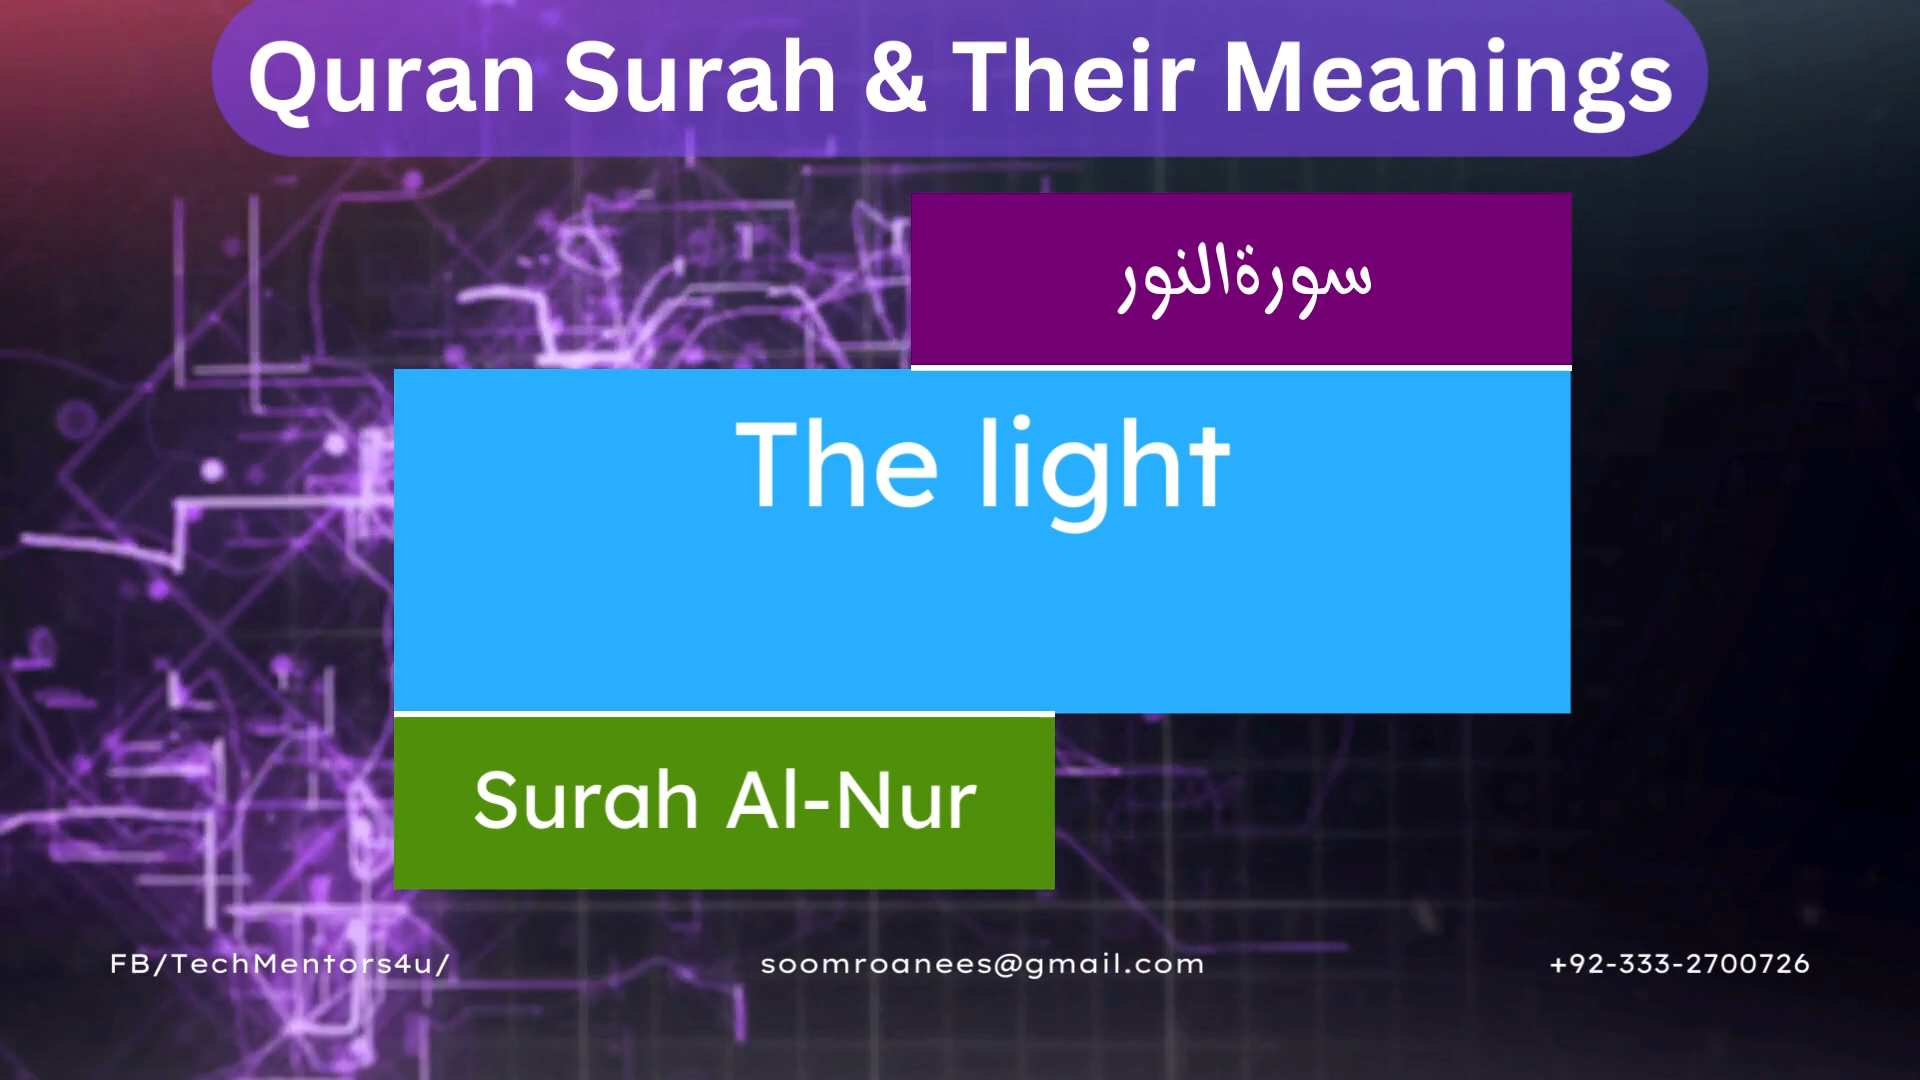 Quran Surah & Their Meanings
سورةالنور
The light
Surah Al-Nur
FB/TechMentors4u/
soomroanees@gmail.com
+92-333-2700726